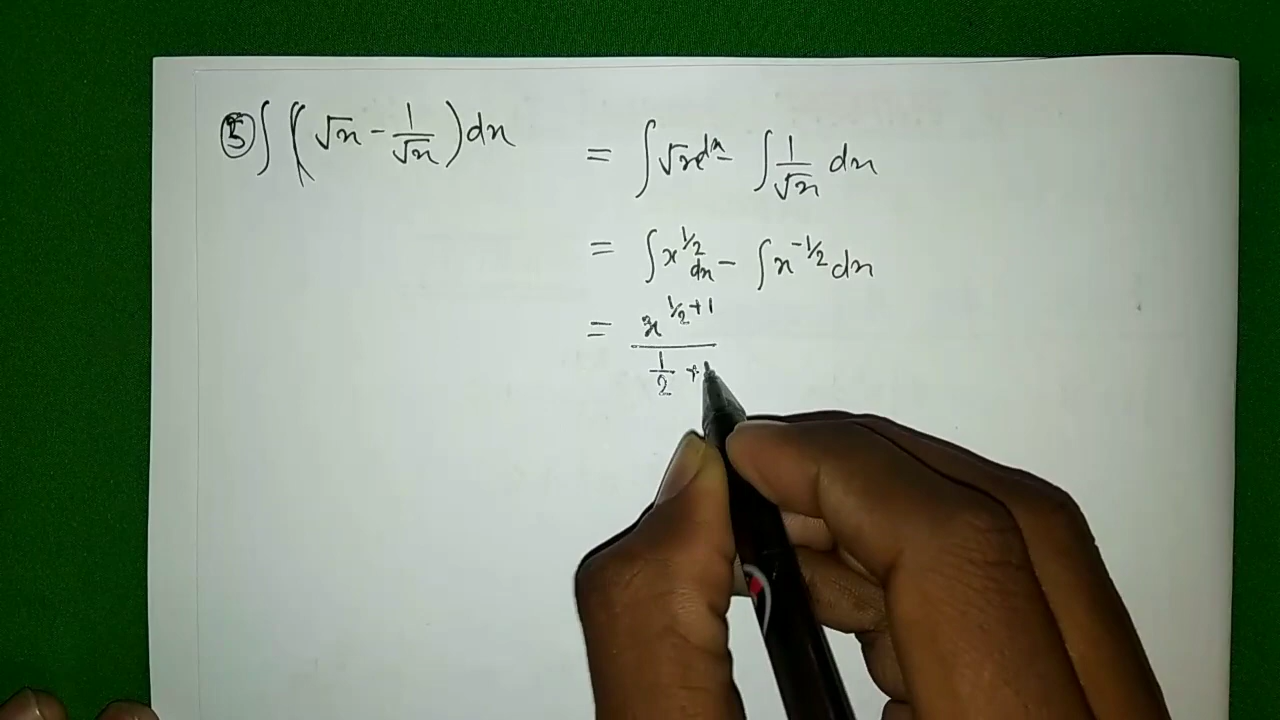 ⑤ ∫ (√x - 1/√x) dx = ∫ √x dx - ∫ 1/√x dx
= ∫ x^1/2 dx - ∫ x^-1/2 dx
= x^1/2+1 / 1/2 +